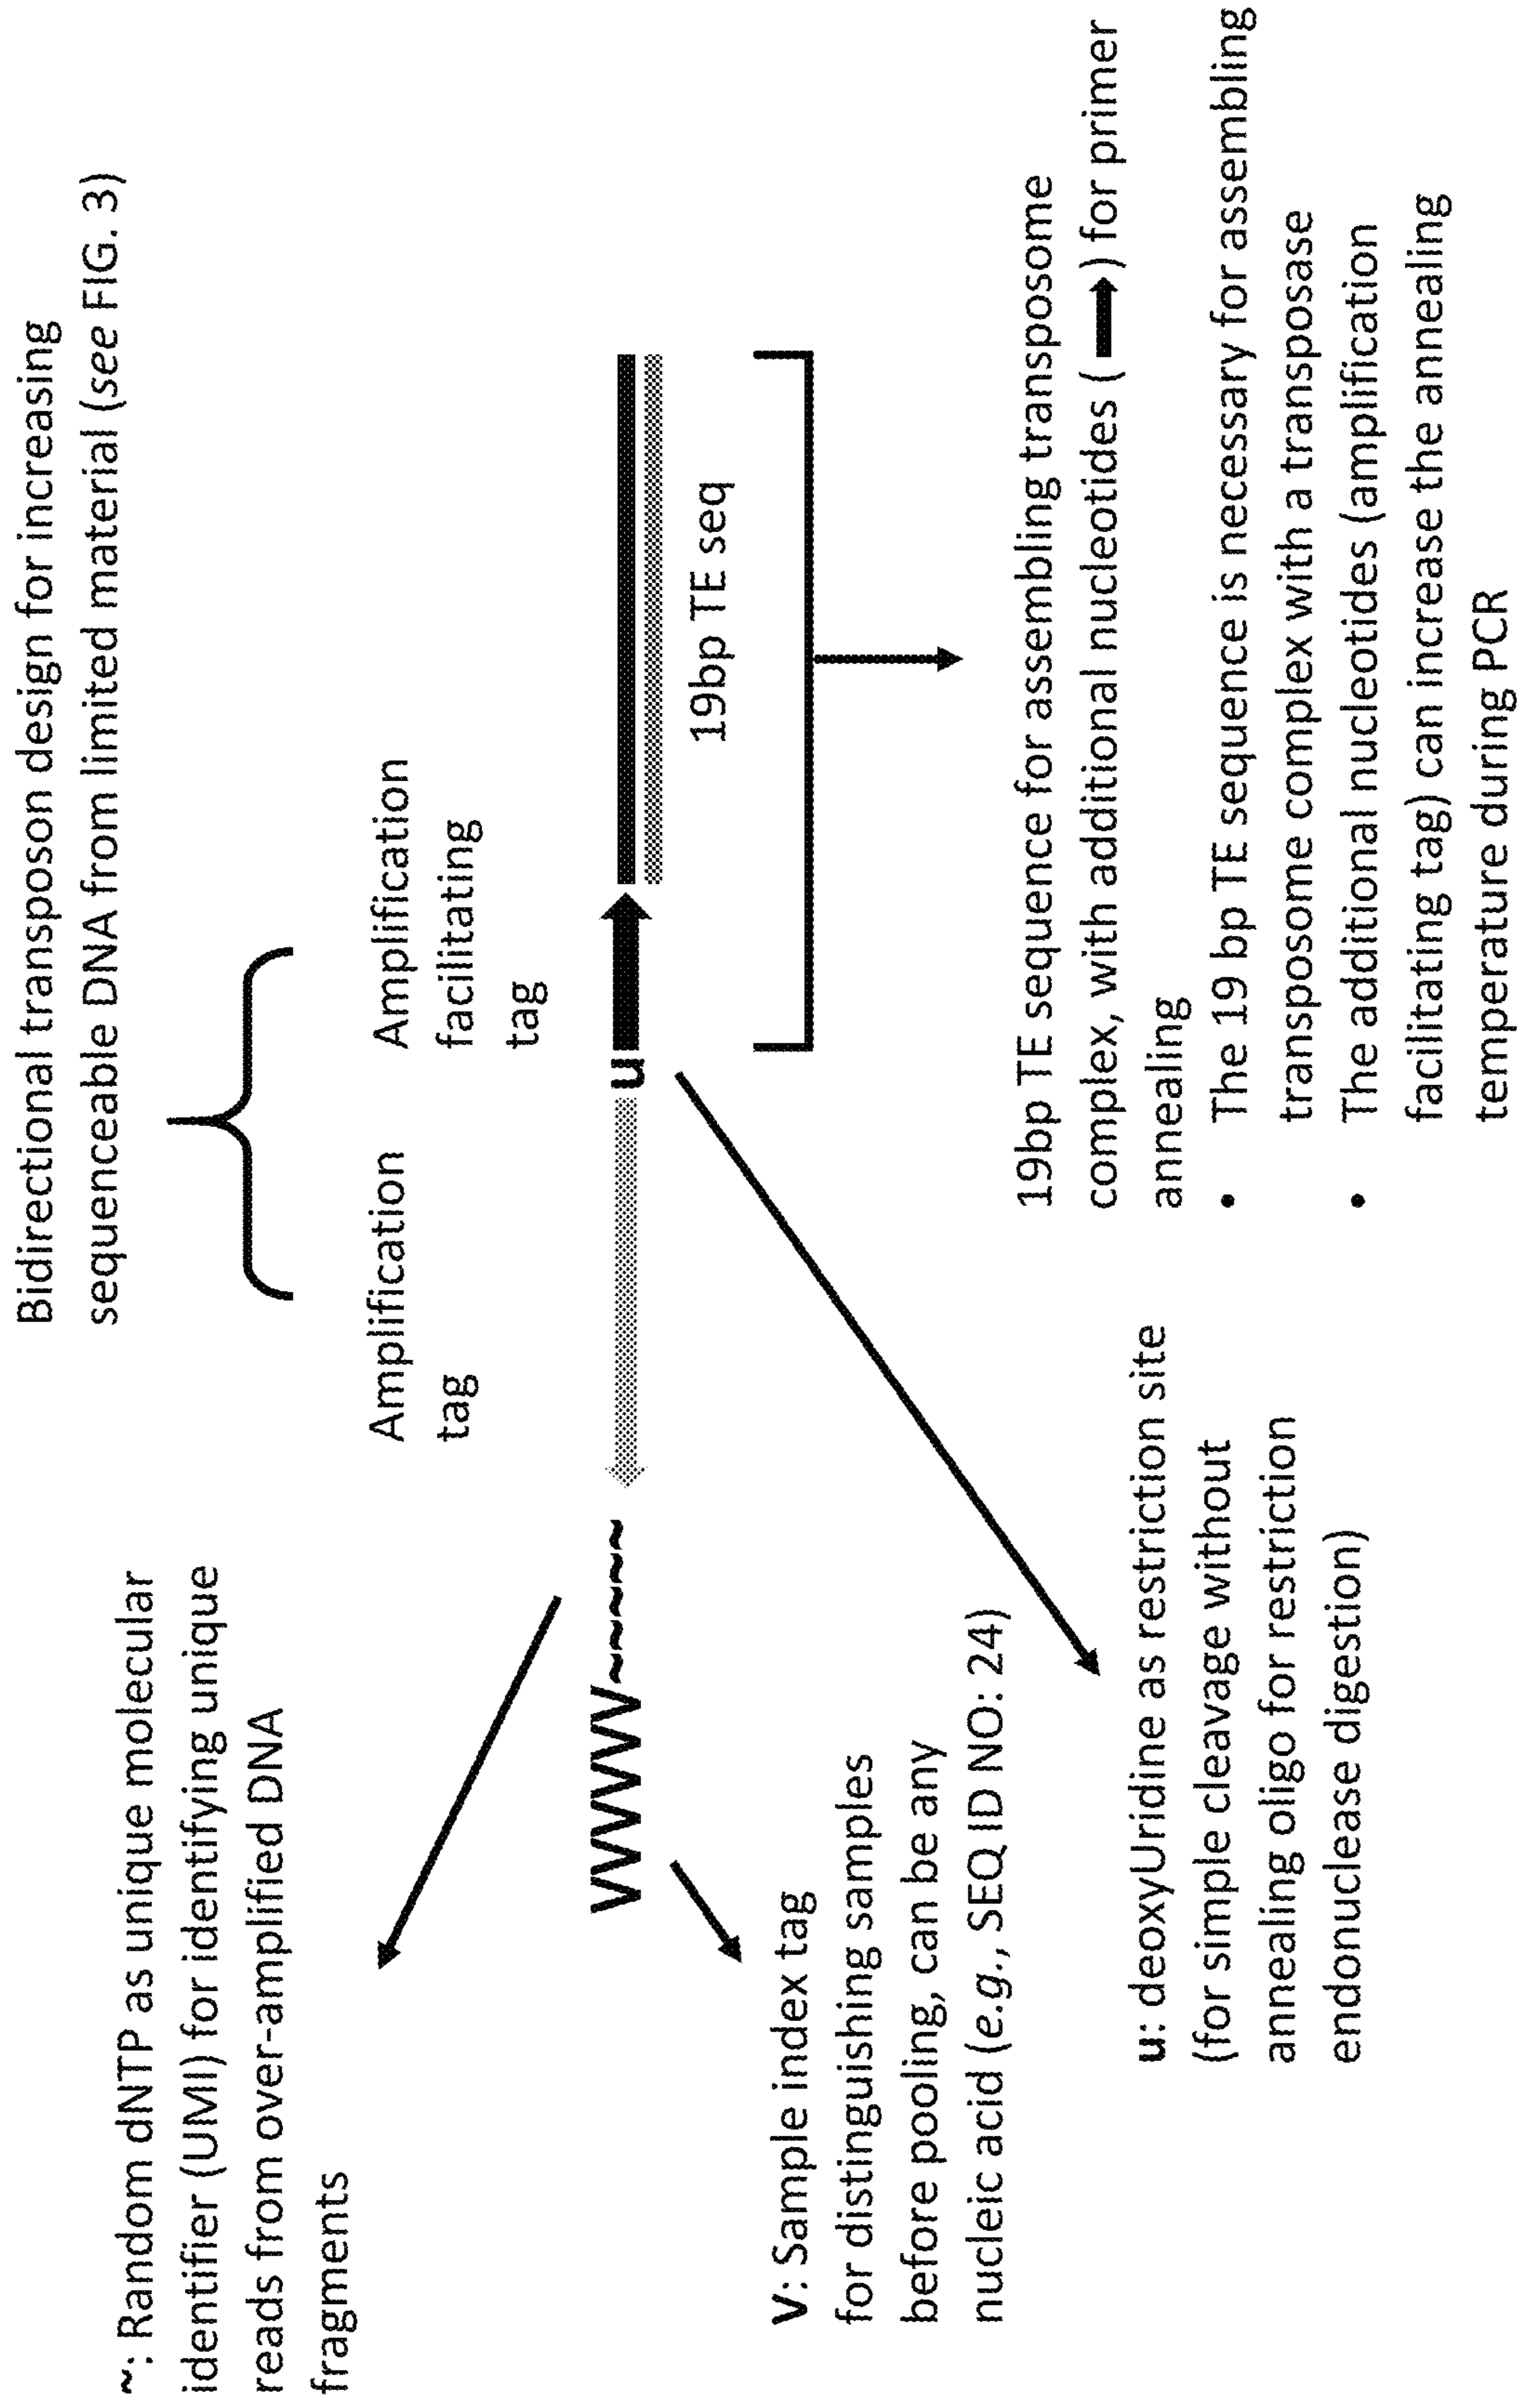 Bidirectional transposon design for increasing
sequenceable DNA from limited material (see FIG. 3)
~: Random dNTP as unique molecular
identifier (UMI) for identifying unique
reads from over-amplified DNA
fragments
Amplification
tag
Amplification
facilitating
tag
VVVVV~~~~~
u
19bp TE seq
V: Sample index tag
for distinguishing samples
before pooling, can be any
nucleic acid (e.g., SEQ ID NO: 24)
u: deoxyUridine as restriction site
(for simple cleavage without
annealing oligo for restriction
endonuclease digestion)
19bp TE sequence for assembling transposome
complex, with additional nucleotides ( ➡ ) for primer
annealing
• The 19 bp TE sequence is necessary for assembling
transposome complex with a transposase
• The additional nucleotides (amplification
facilitating tag) can increase the annealing
temperature during PCR